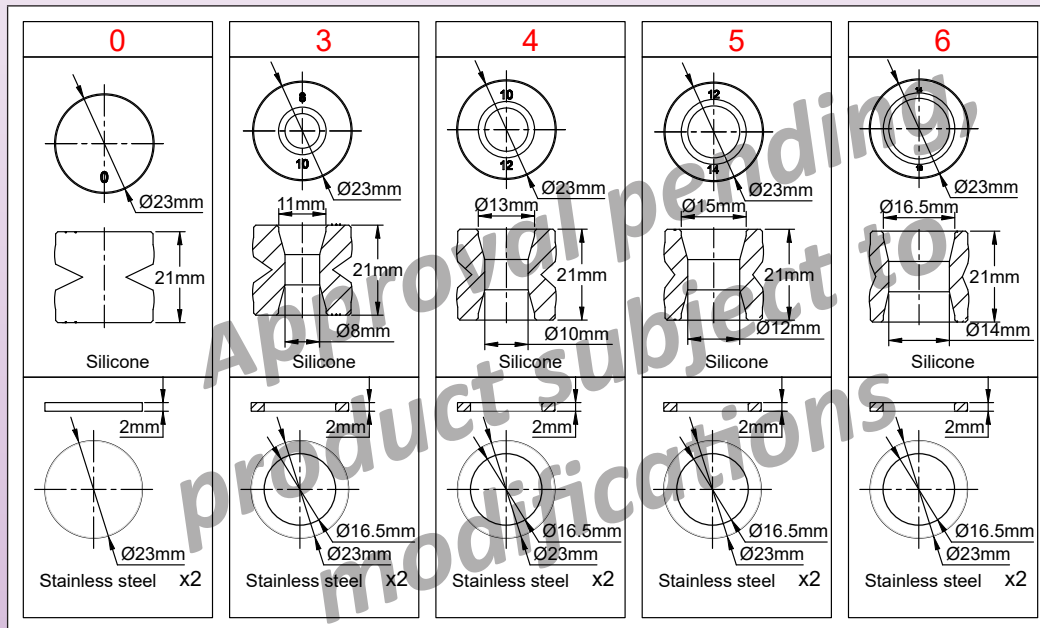 0
0
Ø23mm
21mm
Silicone
2mm
Ø23mm
Stainless steel x2
3
8
10
Ø23mm
11mm
21mm
Ø8mm
Silicone
2mm
Ø16.5mm
Ø23mm
Stainless steel x2
4
10
12
Ø23mm
Ø13mm
21mm
Ø10mm
Silicone
2mm
Ø16.5mm
Ø23mm
Stainless steel x2
5
12
14
Ø23mm
Ø15mm
21mm
Ø12mm
Silicone
2mm
Ø16.5mm
Ø23mm
Stainless steel x2
6
Ø23mm
Ø16.5mm
21mm
Ø14mm
Silicone
2mm
Ø16.5mm
Ø23mm
Stainless steel x2
Approval pending,
product subject to
modifications